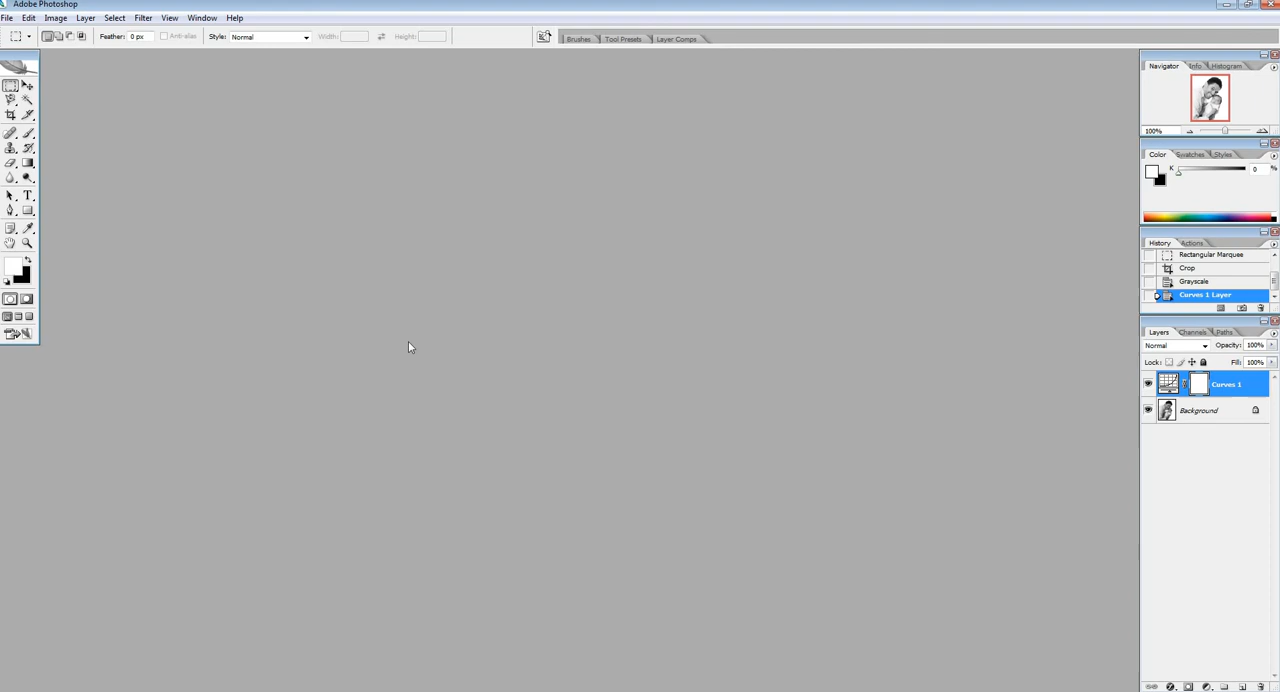 Adobe Photoshop
File Edit Image Layer Select Filter View Window Help
Feather: 0 px Anti-alias Style: Normal Width: Height: Brushes Tool Presets Layer Comps
Navigator Info Histogram
100%
Color Swatches Styles
K 0 %
History Actions
Rectangular Marquee
Crop
Grayscale
Curves 1 Layer
Layers Channels Paths
Normal Opacity: 100%
Lock: Fill: 100%
Curves 1
Background
T